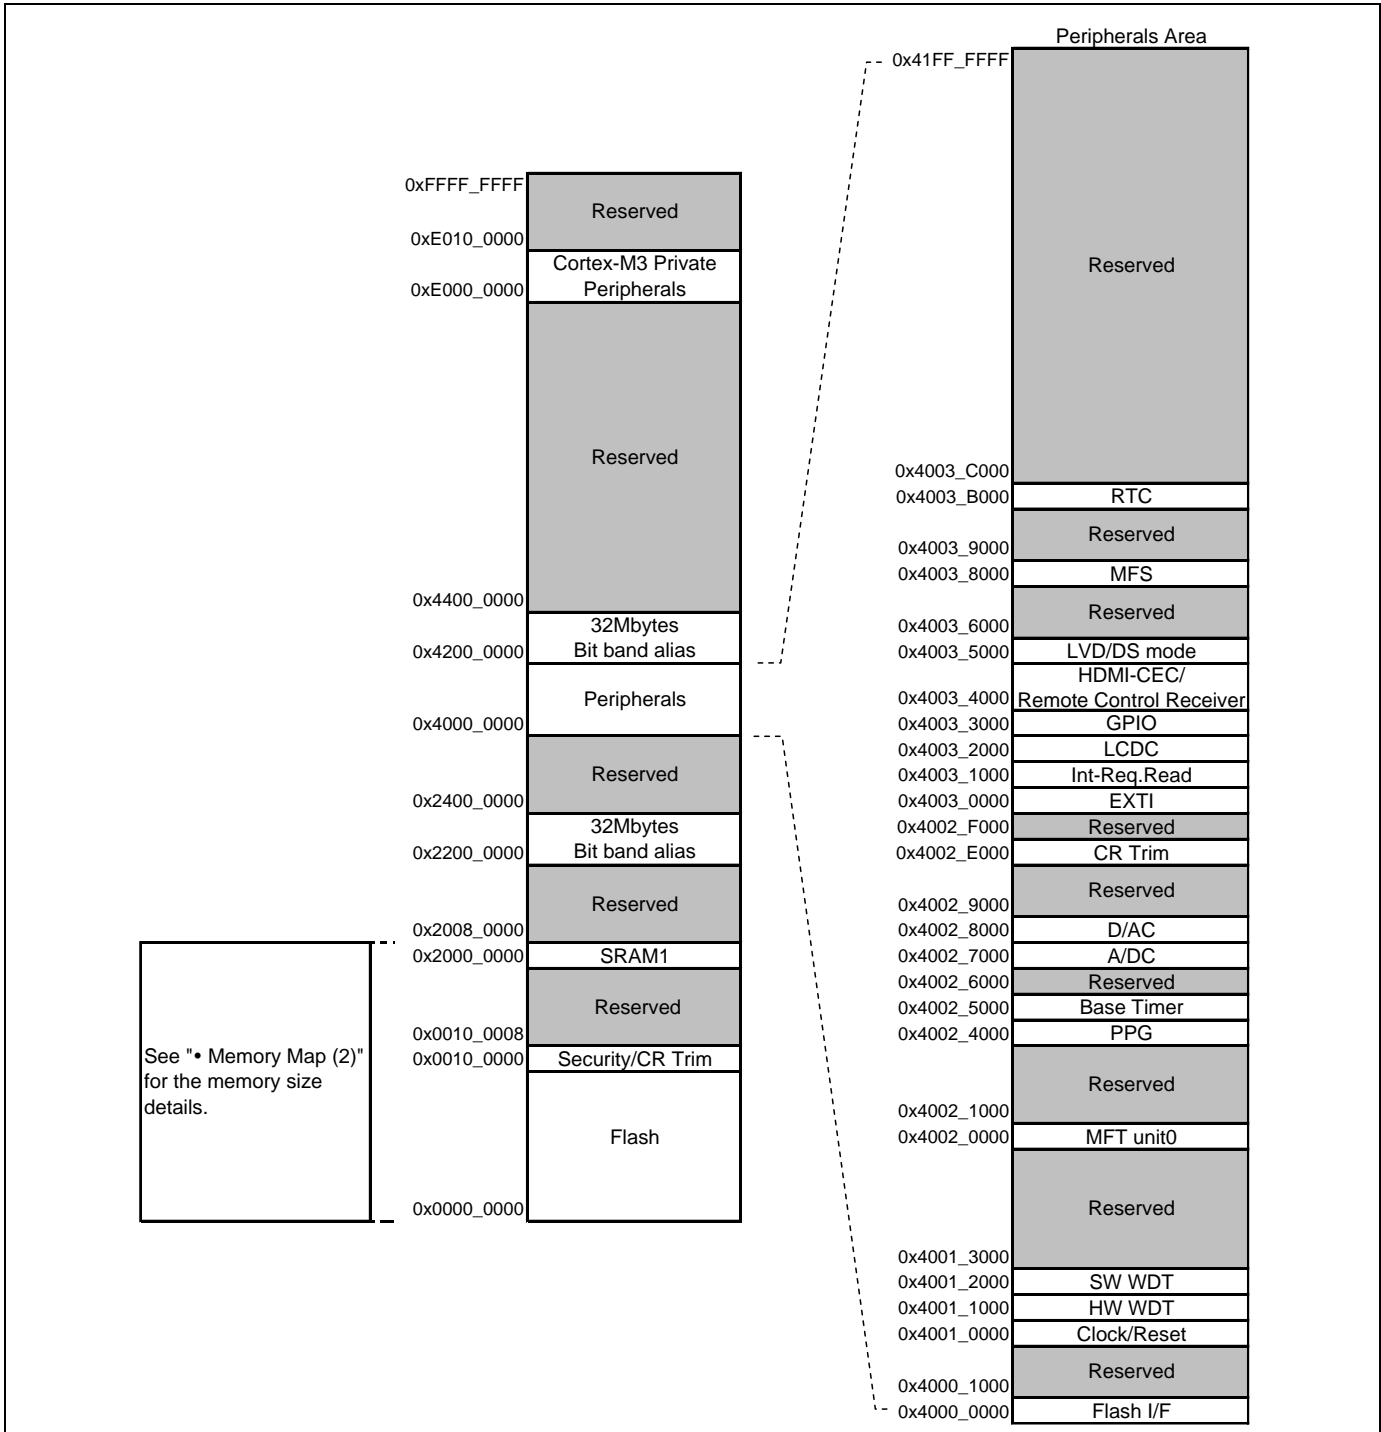 Peripherals Area
0x41FF_FFFF
Reserved
0x4003_C000
0x4003_B000 RTC
Reserved
0x4003_9000
0x4003_8000 MFS
Reserved
0x4003_6000
0x4003_5000 LVD/DS mode
HDMI-CEC/
0x4003_4000 Remote Control Receiver
0x4003_3000 GPIO
0x4003_2000 LCDC
0x4003_1000 Int-Req.Read
0x4003_0000 EXTI
0x4002_F000 Reserved
0x4002_E000 CR Trim
Reserved
0x4002_9000
0x4002_8000 D/AC
0x4002_7000 A/DC
0x4002_6000 Reserved
0x4002_5000 Base Timer
0x4002_4000 PPG
Reserved
0x4002_1000
0x4002_0000 MFT unit0
Reserved
0x4001_3000
0x4001_2000 SW WDT
0x4001_1000 HW WDT
0x4001_0000 Clock/Reset
Reserved
0x4000_1000
0x4000_0000 Flash I/F
0xFFFF_FFFF
Reserved
0xE010_0000
Cortex-M3 Private
0xE000_0000 Peripherals
Reserved
0x4400_0000
32Mbytes
0x4200_0000 Bit band alias
Peripherals
0x4000_0000
Reserved
0x2400_0000
32Mbytes
0x2200_0000 Bit band alias
Reserved
0x2008_0000
0x2000_0000 SRAM1
Reserved
0x0010_0008
0x0010_0000 Security/CR Trim
Flash
0x0000_0000
See "• Memory Map (2)"
for the memory size
details.